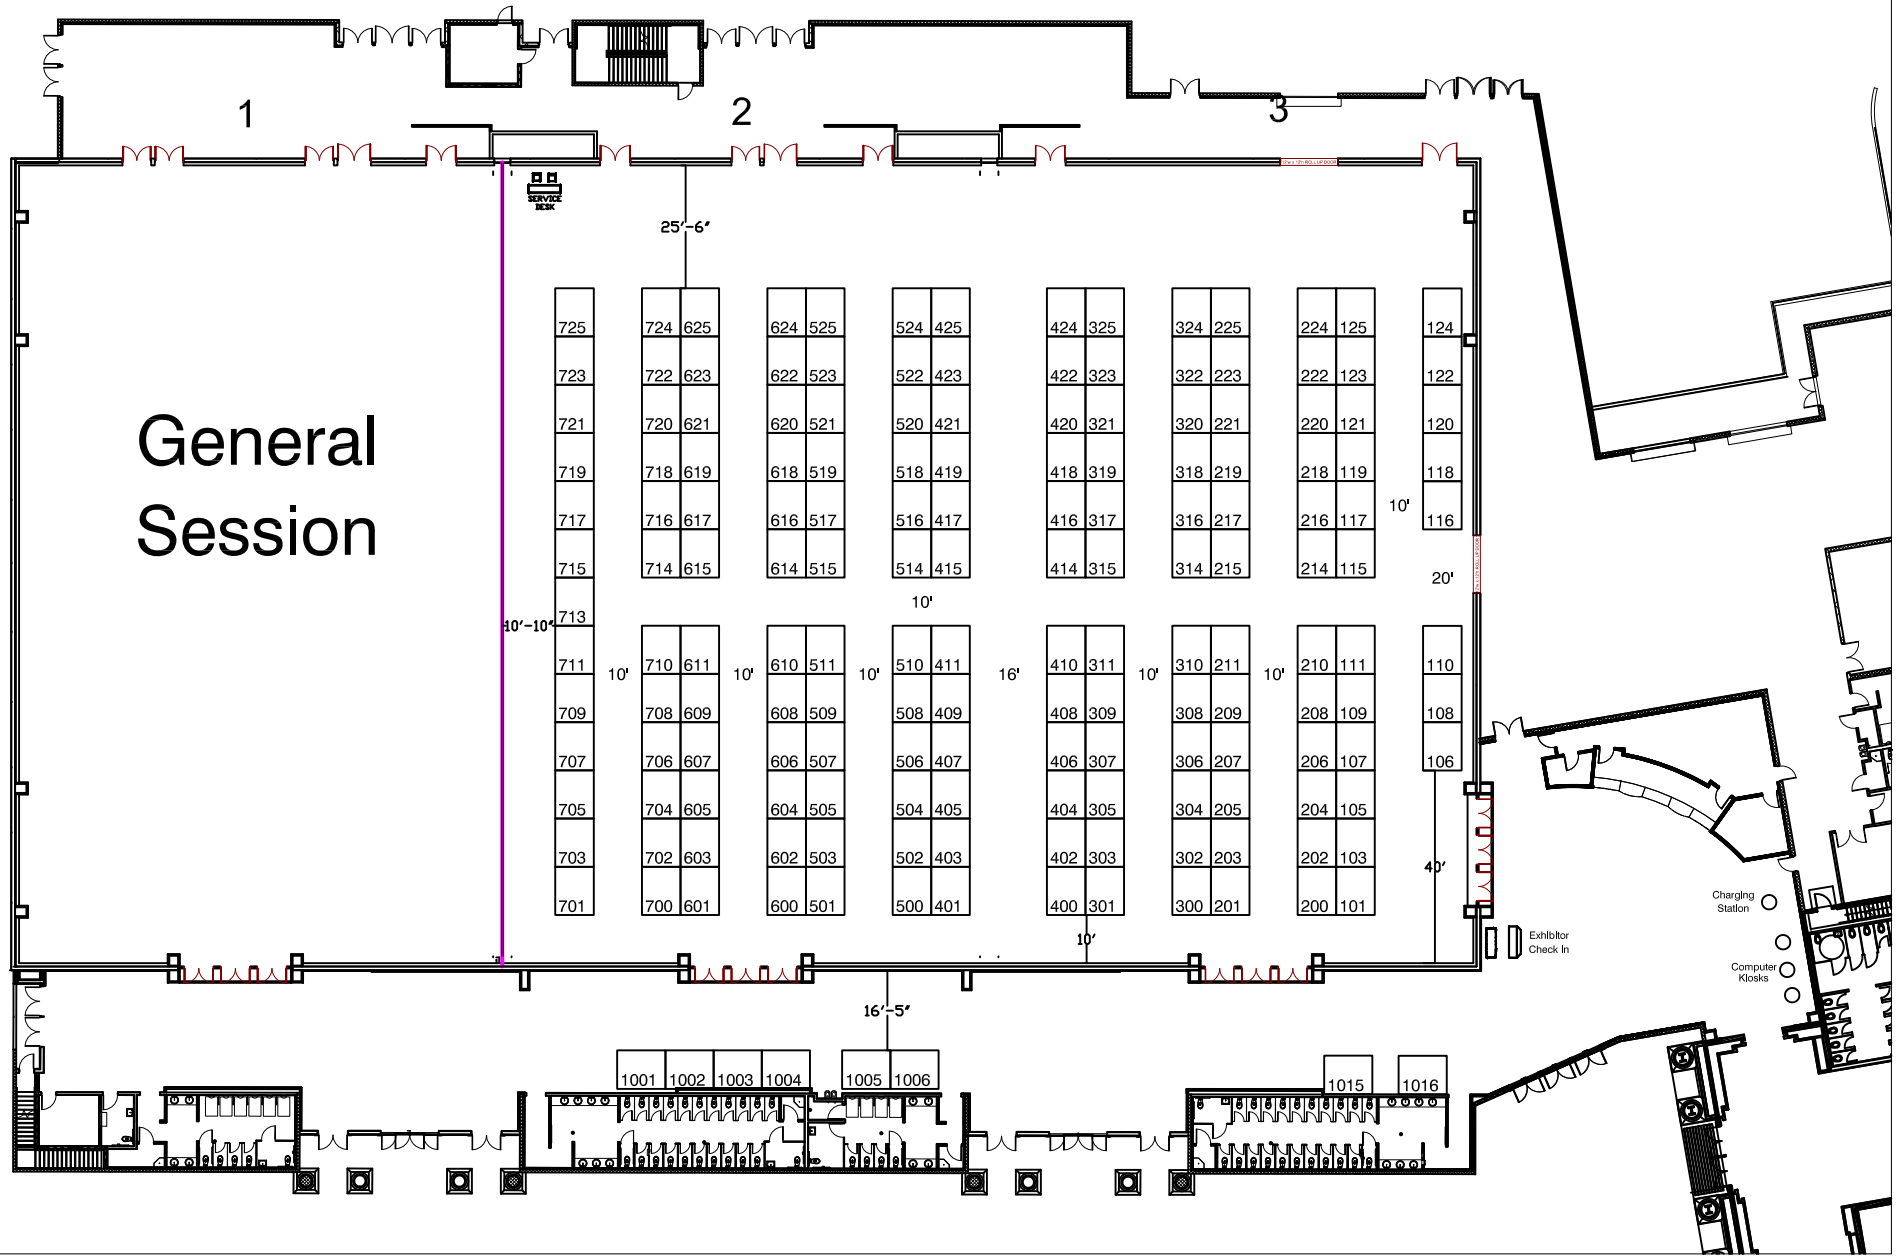 1
2
3
12'w x 12'h ROLL UP DOOR
SERVICE
DESK
25'-6"
General
Session
725 724 625 624 525 524 425 424 325 324 225 224 125 124
723 722 623 622 523 522 423 422 323 322 223 222 123 122
721 720 621 620 521 520 421 420 321 320 221 220 121 120
719 718 619 618 519 518 419 418 319 318 219 218 119 118
717 716 617 616 517 516 417 416 317 316 217 216 117 10' 116
715 714 615 614 515 514 415 414 315 314 215 214 115 20'
713 10'
10'-10"
711 10' 710 611 10' 610 511 10' 510 411 16' 410 311 10' 310 211 10' 210 111 110
709 708 609 608 509 508 409 408 309 308 209 208 109 108
707 706 607 606 507 506 407 406 307 306 207 206 107 106
705 704 605 604 505 504 405 404 305 304 205 204 105
703 702 603 602 503 502 403 402 303 302 203 202 103 40'
701 700 601 600 501 500 401 400 301 300 201 200 101
10'
Charging
Station
Exhibitor
Check In
Computer
Kiosks
16'-5"
1001 1002 1003 1004 1005 1006 1015 1016